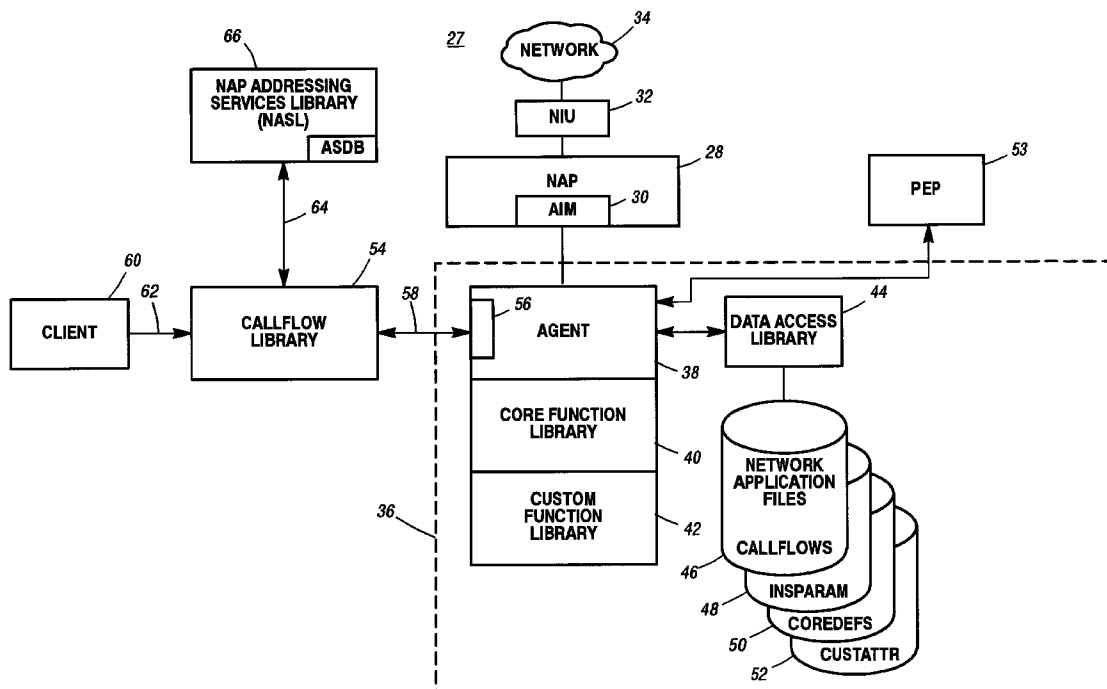 66
27
34
NETWORK
NAP ADDRESSING
SERVICES LIBRARY
(NASL)
ASDB
32
NIU
28
NAP
30
AIM
53
PEP
64
60
62
54
58
56
44
CLIENT
CALLFLOW
LIBRARY
AGENT
DATA ACCESS
LIBRARY
38
CORE FUNCTION
LIBRARY
40
NETWORK
APPLICATION
FILES
36
CUSTOM
FUNCTION
LIBRARY
42
CALLFLOWS
46
INSPARAM
48
COREDEFS
50
CUSTATTR
52